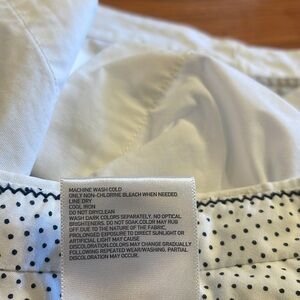 MACHINE WASH COLD
ONLY NON-CHLORINE BLEACH WHEN NEEDED
LINE DRY
COOL IRON
DO NOT DRYCLEAN
WASH DARK COLORS SEPARATELY. NO OPTICAL
BRIGHTENERS. DO NOT SOAK.COLOR MAY RUB
OFF DUE TO THE NATURE OF THE FABRIC.
PROLONGED EXPOSURE TO DIRECT SUNLIGHT OR
ARTIFICIAL LIGHT MAY CAUSE
DISCOLORATION.COLORS MAY CHANGE GRADUALLY
FOLLOWING REPEATED WEAR/WASHING. PARTIAL
DISCOLORATION MAY OCCUR.